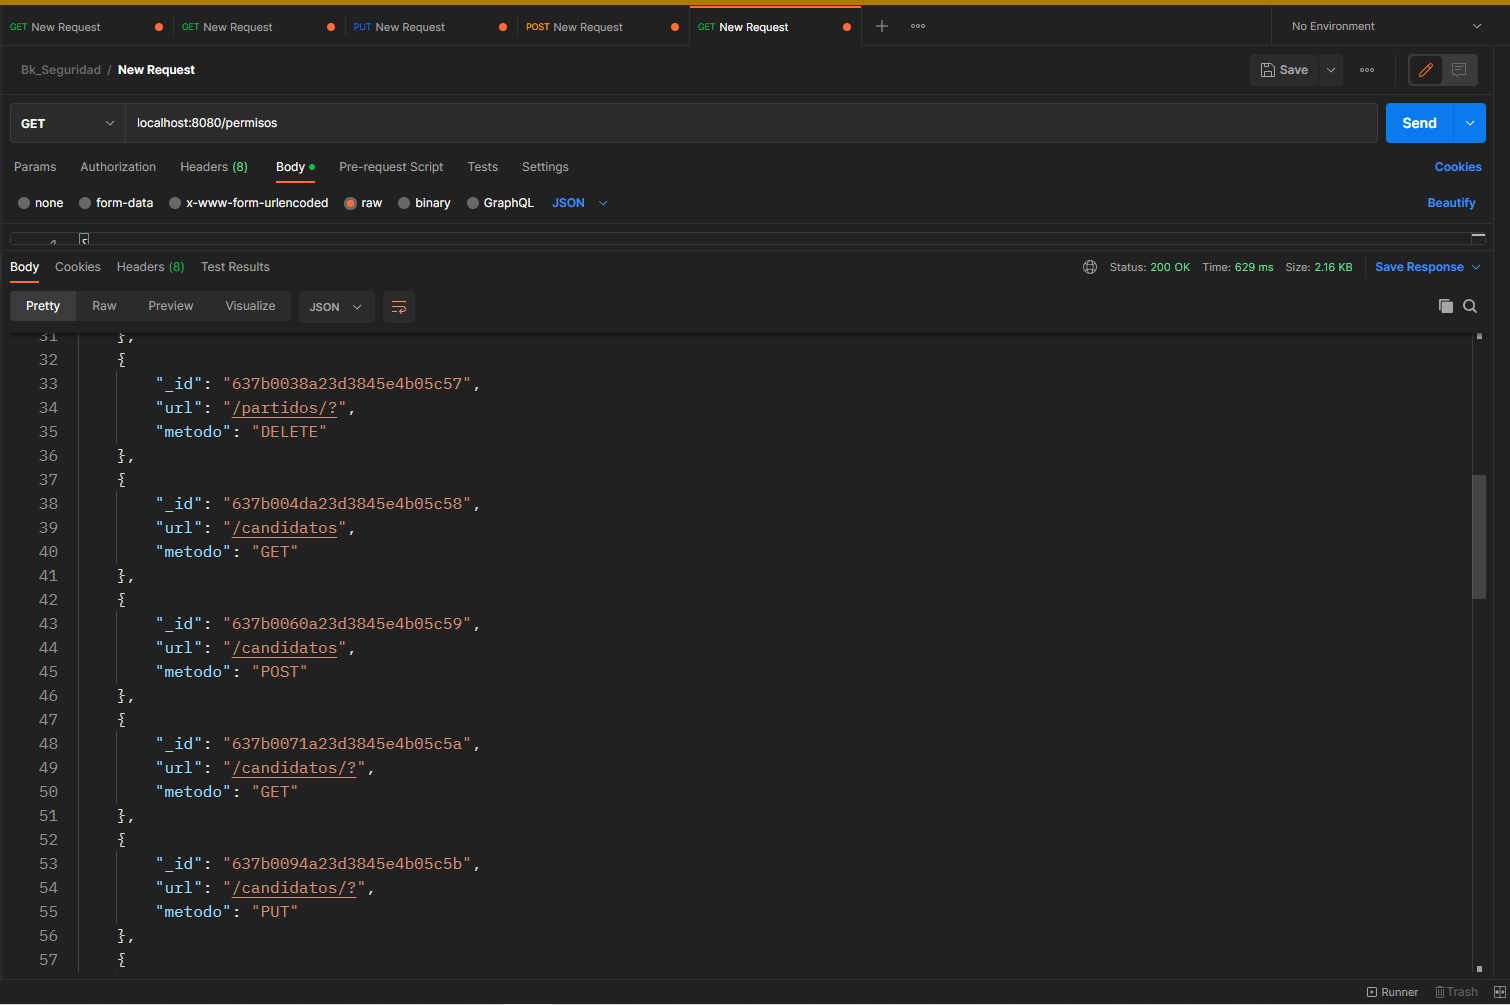 GET New Request GET New Request PUT New Request POST New Request GET New Request No Environment
Bk_Seguridad / New Request Save
GET localhost:8080/permisos Send
Params Authorization Headers (8) Body Pre-request Script Tests Settings Cookies
none form-data x-www-form-urlencoded raw binary GraphQL JSON Beautify
1 {
Body Cookies Headers (8) Test Results Status: 200 OK Time: 629 ms Size: 2.16 KB Save Response
Pretty Raw Preview Visualize JSON
31 },
32 {
33 "_id": "637b0038a23d3845e4b05c57",
34 "url": "/partidos/?",
35 "metodo": "DELETE"
36 },
37 {
38 "_id": "637b004da23d3845e4b05c58",
39 "url": "/candidatos",
40 "metodo": "GET"
41 },
42 {
43 "_id": "637b0060a23d3845e4b05c59",
44 "url": "/candidatos",
45 "metodo": "POST"
46 },
47 {
48 "_id": "637b0071a23d3845e4b05c5a",
49 "url": "/candidatos/?",
50 "metodo": "GET"
51 },
52 {
53 "_id": "637b0094a23d3845e4b05c5b",
54 "url": "/candidatos/?",
55 "metodo": "PUT"
56 },
57 {
Runner Trash